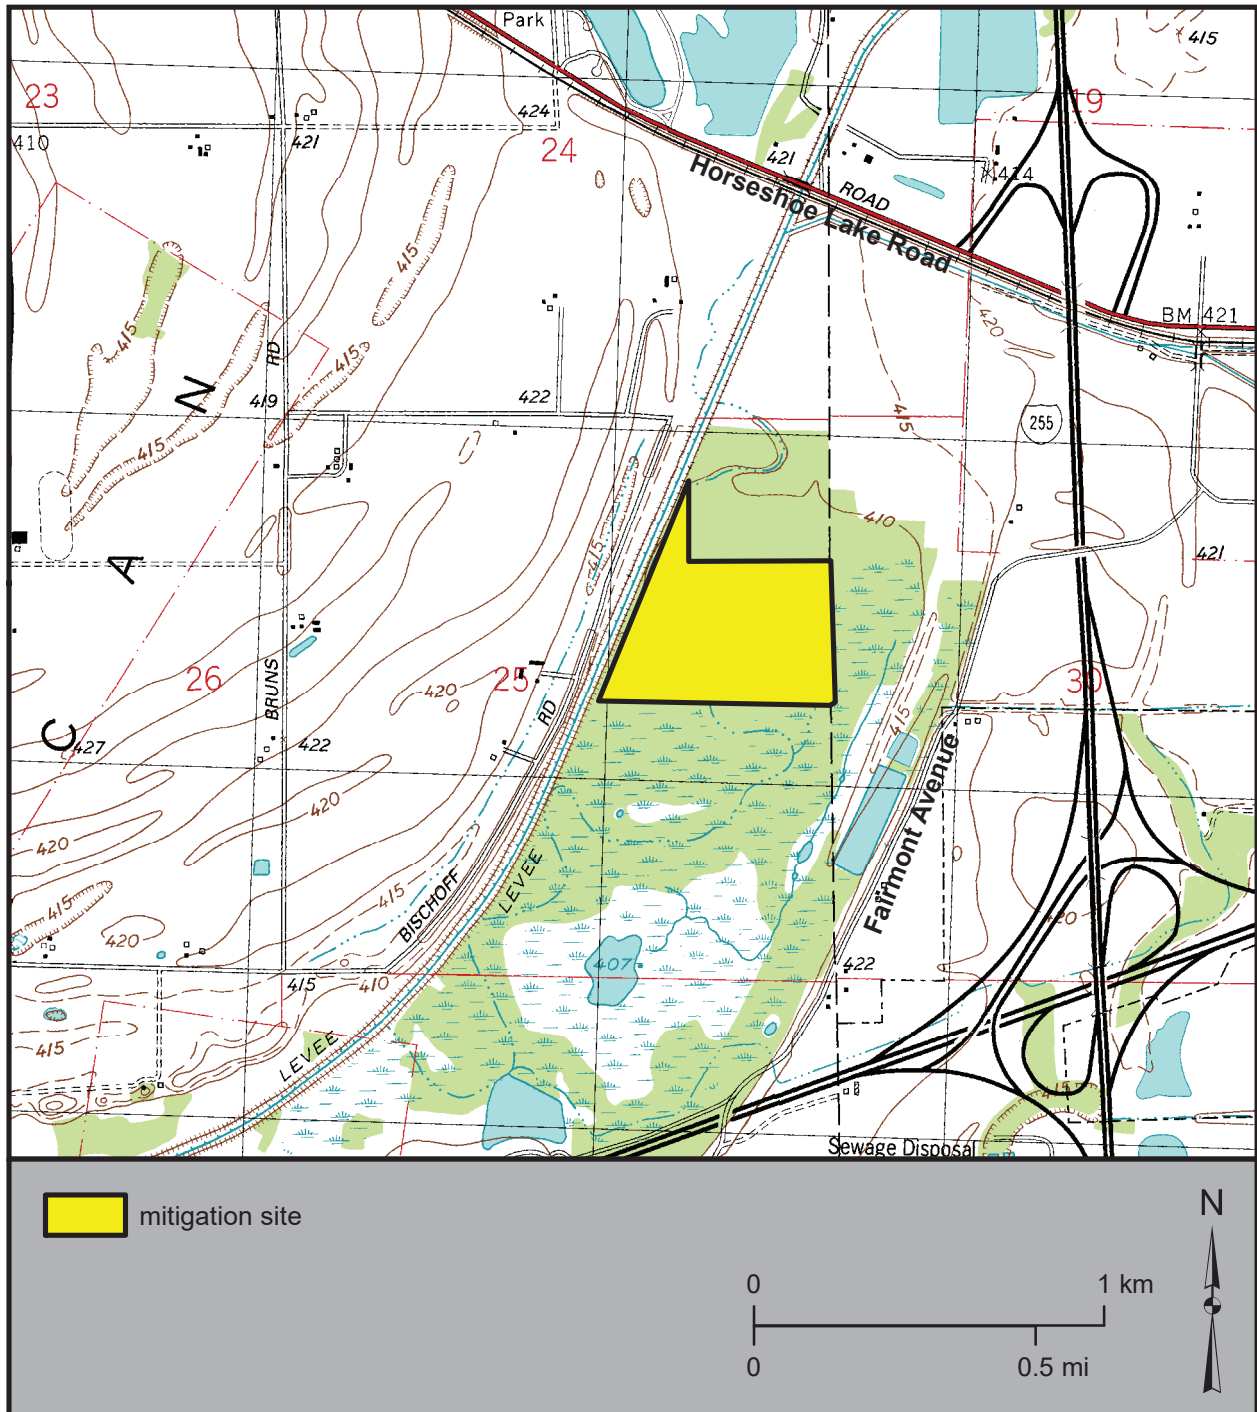 Park
415
23
19
424
410
421
24
421
414
ROAD
Horseshoe Lake Road
415
BM 421
420
415
415
RD
N
419
422
415
255
415
410
415
421
A
26
25
30
420
BRUNS
RD
415
C
427
422
Fairmont Avenue
420
420
LEVEE
415
415
BISCHOFF
420
420
407
422
415
410
LEVEE
415
415
Sewage Disposal
mitigation site
N
0
1 km
0
0.5 mi